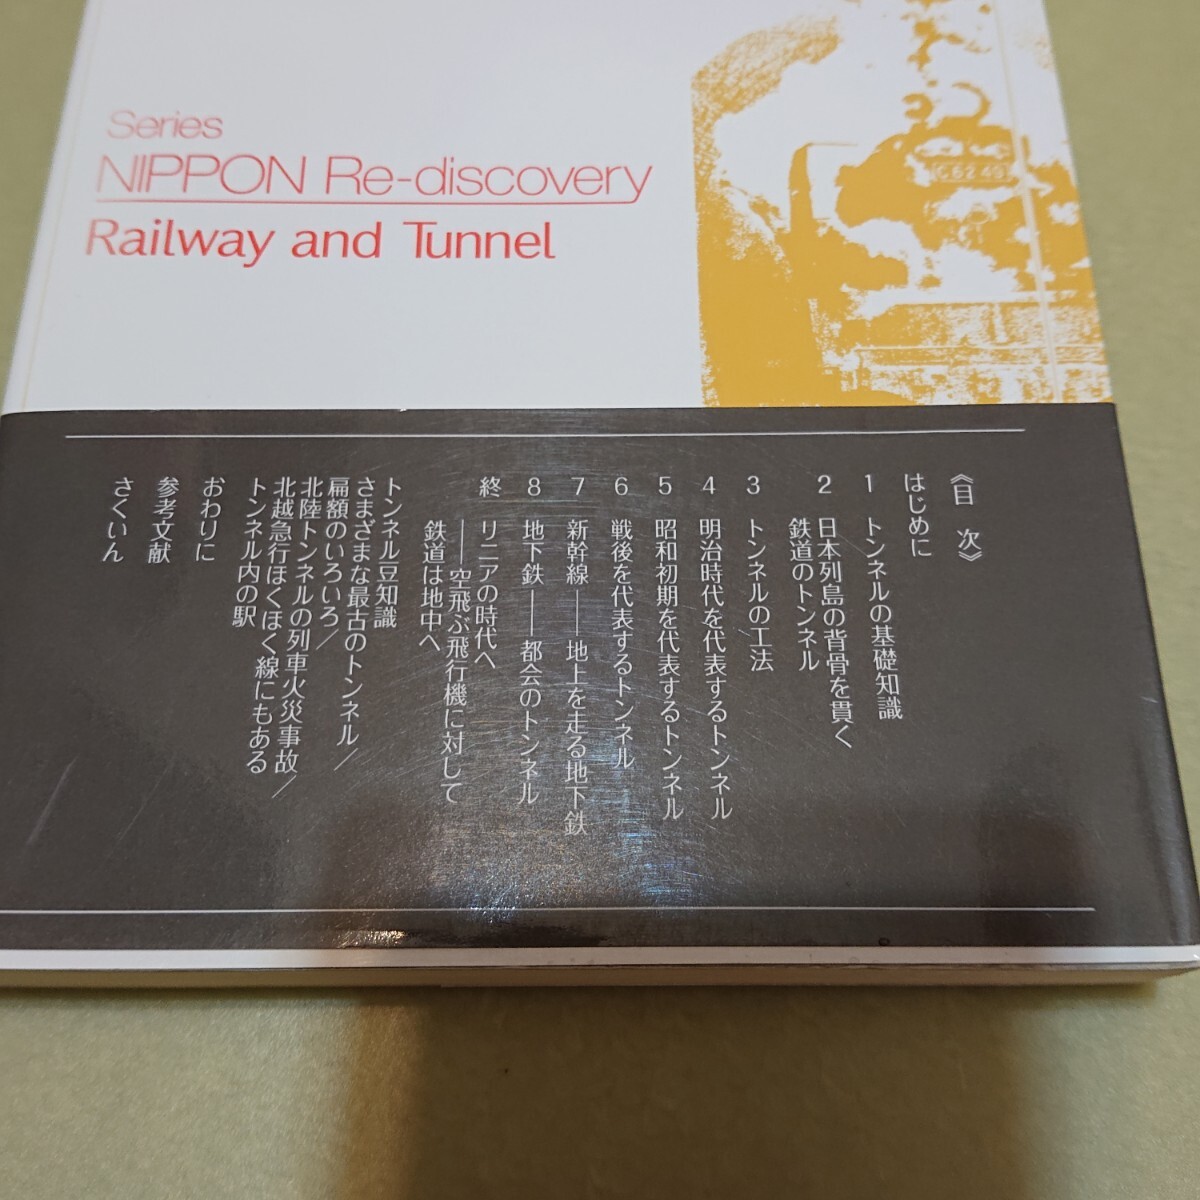 Series
NIPPON Re-discovery
Railway and Tunnel
C62 49
《目 次》
はじめに
1 トンネルの基礎知識
2 日本列島の背骨を貫く
鉄道のトンネル
3 トンネルの工法
4 明治時代を代表するトンネル
5 昭和初期を代表するトンネル
6 戦後を代表するトンネル
7 新幹線――地上を走る地下鉄
8 地下鉄――都会のトンネル
終 リニアの時代へ
――空飛ぶ飛行機に対して
鉄道は地中へ
トンネル豆知識
さまざまな最古のトンネル／
扁額のいろいろ／
北陸トンネルの列車火災事故／
北越急行ほくほく線にもある
トンネル内の駅
おわりに
参考文献
さくいん